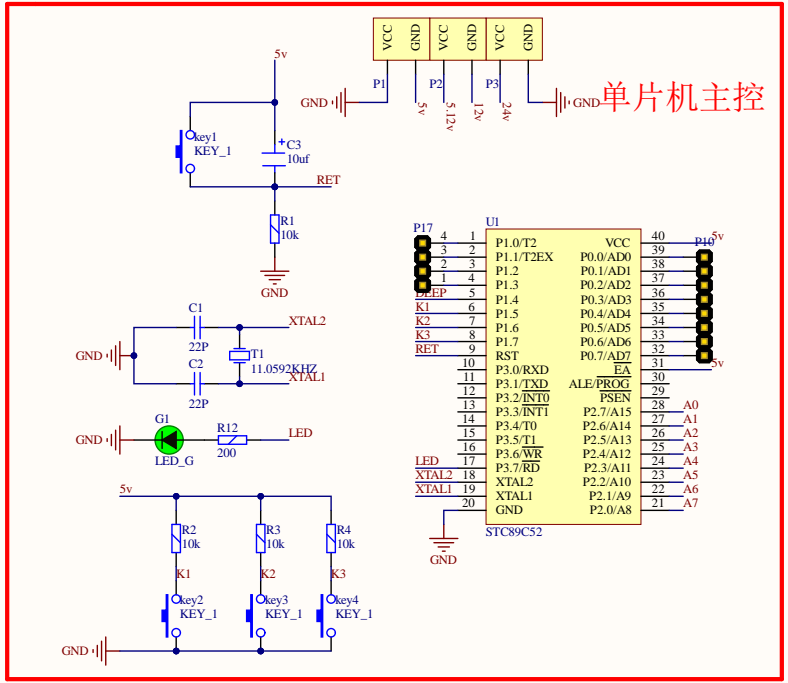 VCC GND VCC GND VCC GND
P1 P2 P3
GND 5v 5.12v 12v 24v GND
单片机主控
5v
key1
KEY_1
C3
10uf
RET
R1
10k
GND
C1
22P
XTAL2
GND
T1
11.0592KHZ
C2
22P
XTAL1
G1
GND
LED_G
R12
200
LED
5v
R2
10k
R3
10k
R4
10k
K1 K2 K3
key2
KEY_1
key3
KEY_1
key4
KEY_1
GND
P17
U1
P10
4 1 P1.0/T2 VCC 40 5v
3 2 P1.1/T2EX P0.0/AD0 39
2 3 P1.2 P0.1/AD1 38
1 4 P1.3 P0.2/AD2 37
5 P1.4 P0.3/AD3 36
K1 6 P1.5 P0.4/AD4 35
K2 7 P1.6 P0.5/AD5 34
K3 8 P1.7 P0.6/AD6 33
RET 9 RST P0.7/AD7 32
10 P3.0/RXD EA 31 5v
11 P3.1/TXD ALE/PROG 30
12 P3.2/INT0 PSEN 29
13 P3.3/INT1 P2.7/A15 28 A0
14 P3.4/T0 P2.6/A14 27 A1
15 P3.5/T1 P2.5/A13 26 A2
16 P3.6/WR P2.4/A12 25 A3
LED 17 P3.7/RD P2.3/A11 24 A4
XTAL2 18 XTAL2 P2.2/A10 23 A5
XTAL1 19 XTAL1 P2.1/A9 22 A6
20 GND P2.0/A8 21 A7
STC89C52
GND